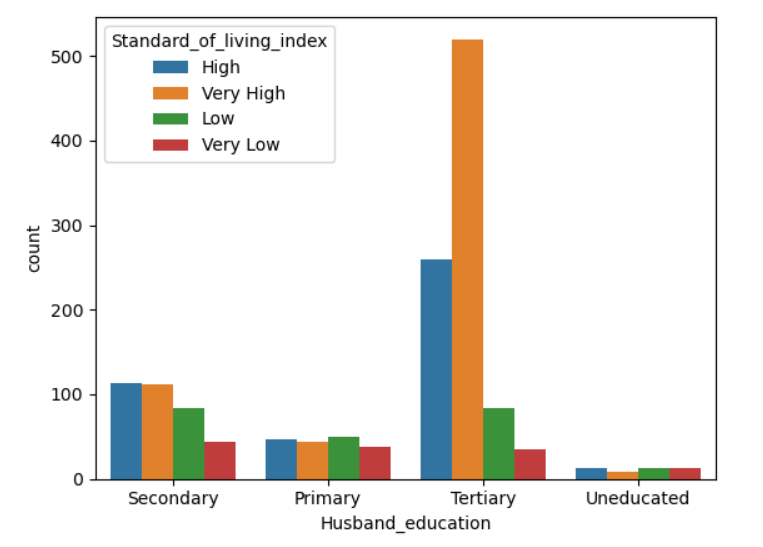 Standard_of_living_index
High
Very High
Low
Very Low
500
400
300
200
100
0
count
Secondary Primary Tertiary Uneducated
Husband_education